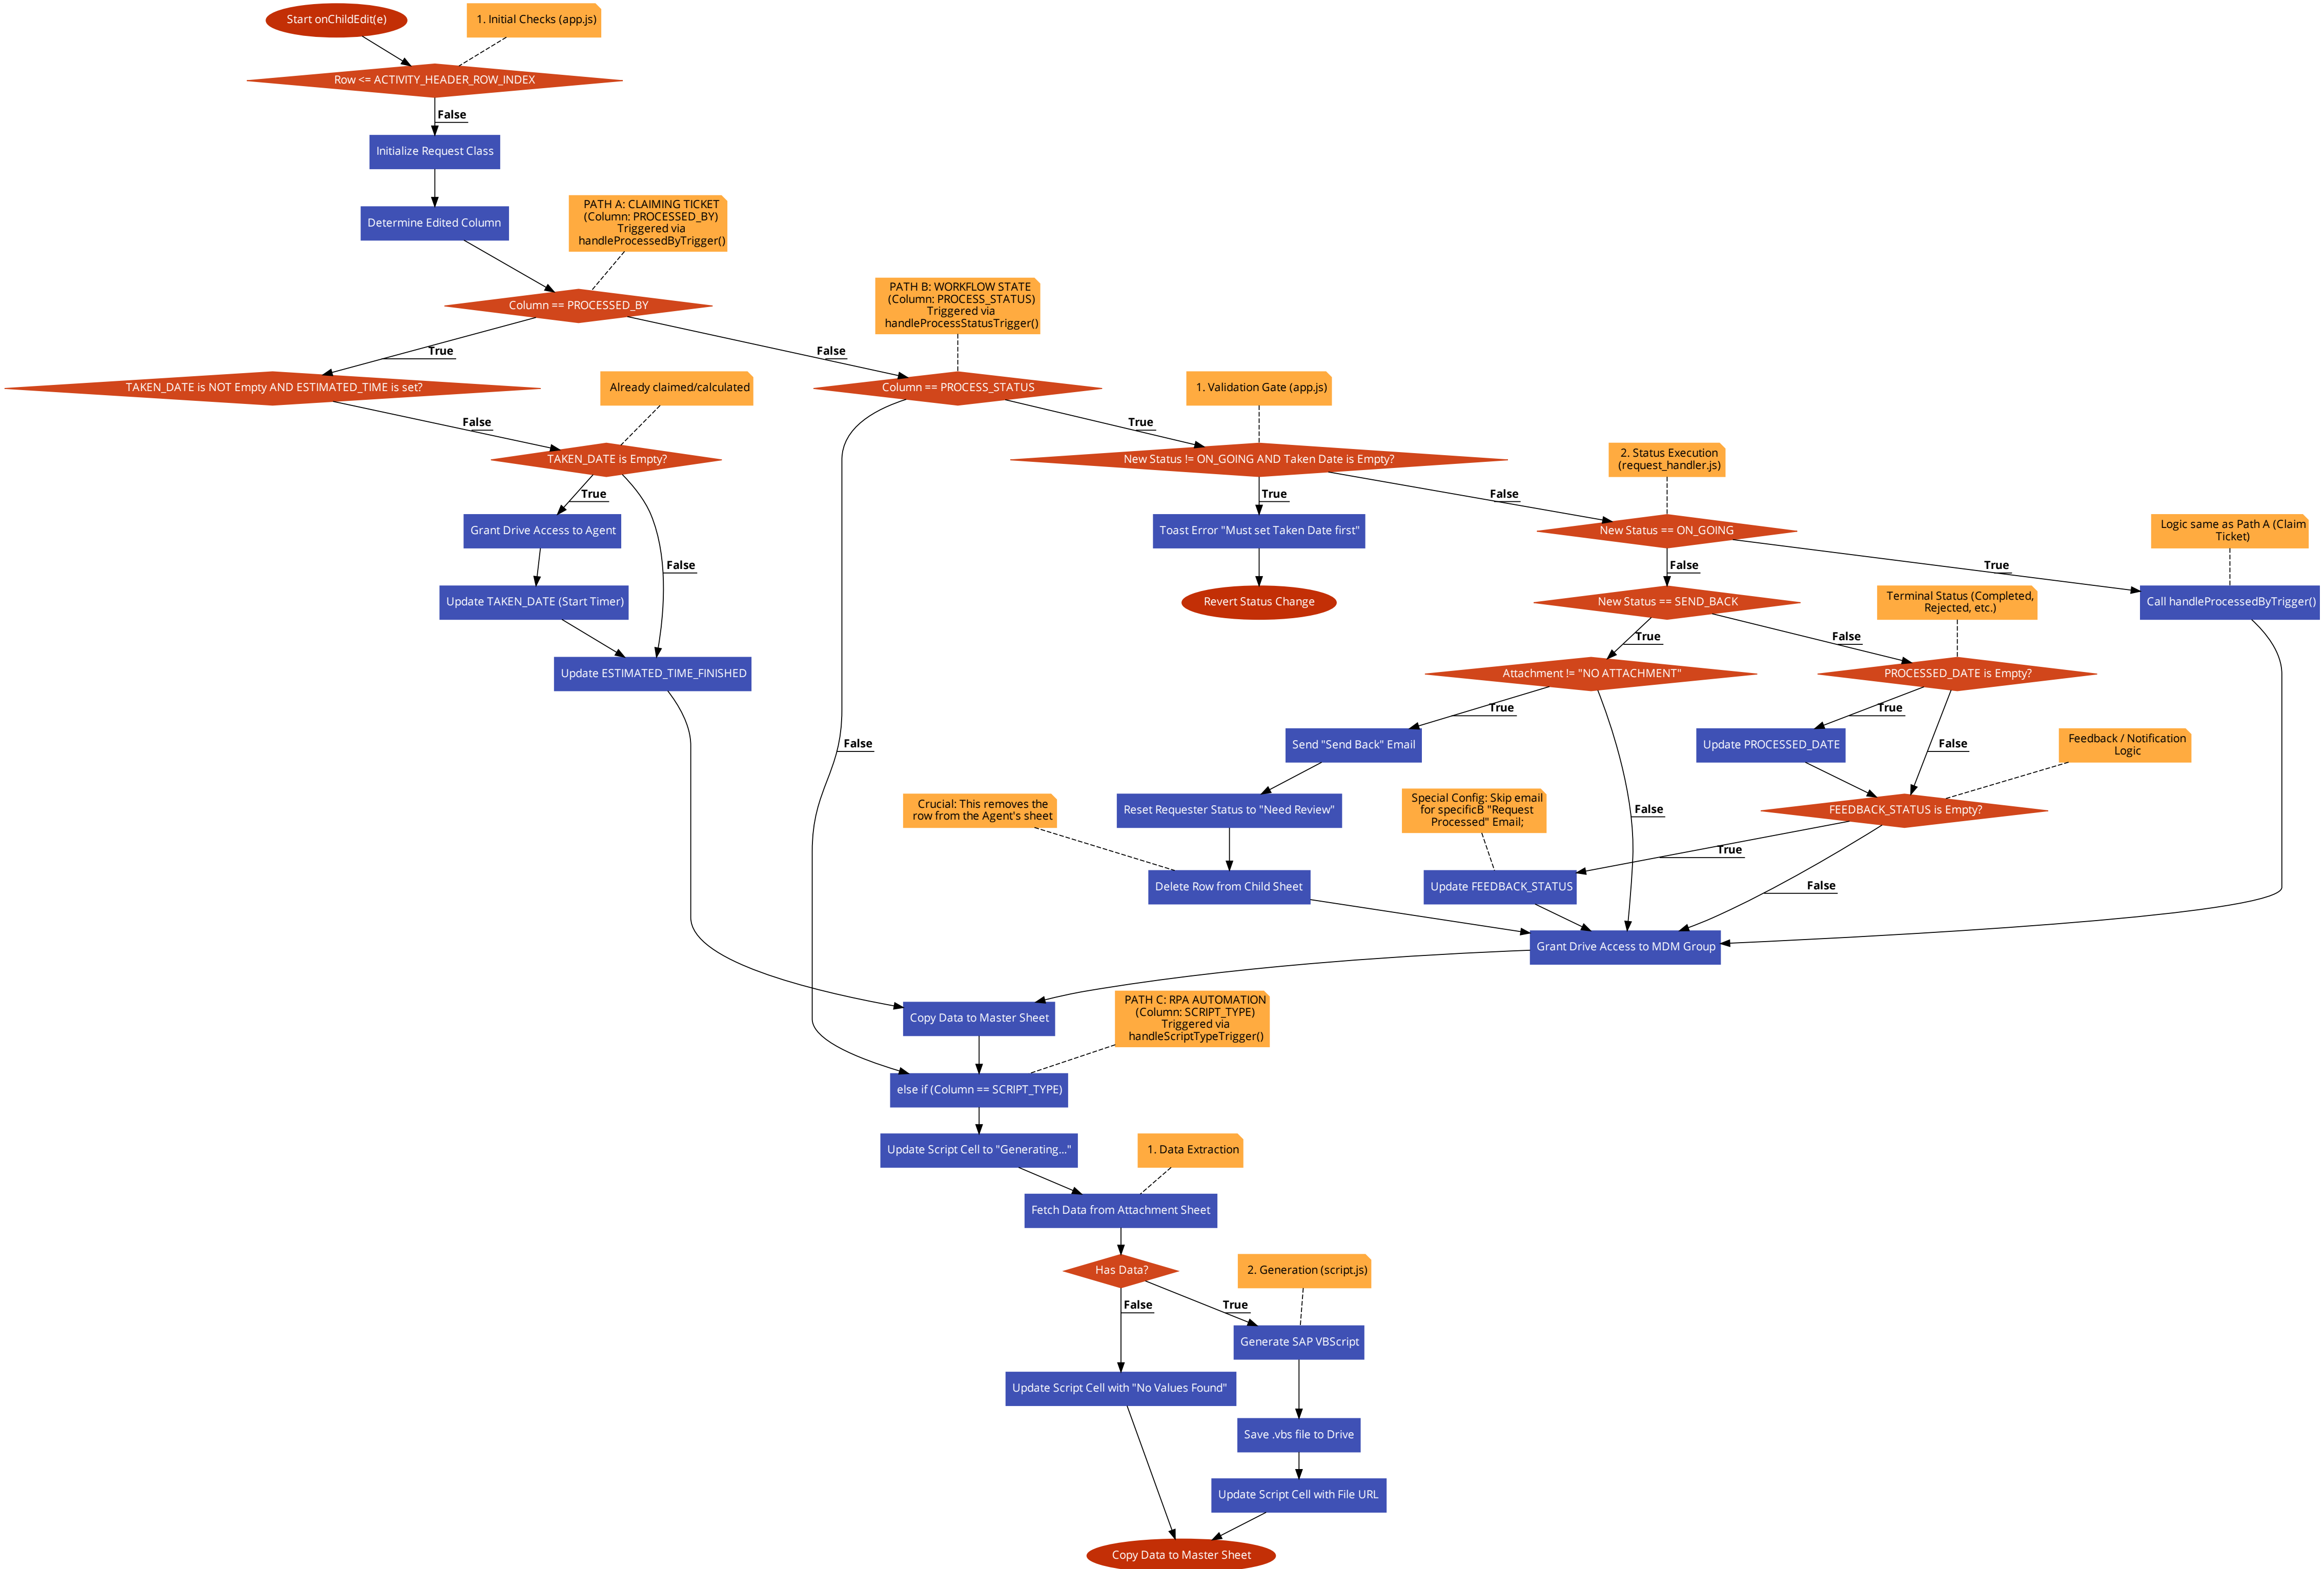 Start onChildEdit(e)
1. Initial Checks (app.js)
Row <= ACTIVITY_HEADER_ROW_INDEX
False
Initialize Request Class
Determine Edited Column
PATH A: CLAIMING TICKET
(Column: PROCESSED_BY)
Triggered via
handleProcessedByTrigger()
Column == PROCESSED_BY
PATH B: WORKFLOW STATE
(Column: PROCESS_STATUS)
Triggered via
handleProcessStatusTrigger()
True
False
TAKEN_DATE is NOT Empty AND ESTIMATED_TIME is set?
Already claimed/calculated
Column == PROCESS_STATUS
1. Validation Gate (app.js)
False
True
TAKEN_DATE is Empty?
New Status != ON_GOING AND Taken Date is Empty?
2. Status Execution
(request_handler.js)
True
True
False
Grant Drive Access to Agent
Toast Error "Must set Taken Date first"
New Status == ON_GOING
Logic same as Path A (Claim
Ticket)
False
False
True
Update TAKEN_DATE (Start Timer)
Revert Status Change
New Status == SEND_BACK
Terminal Status (Completed,
Rejected, etc.)
Call handleProcessedByTrigger()
True
False
Update ESTIMATED_TIME_FINISHED
Attachment != "NO ATTACHMENT"
PROCESSED_DATE is Empty?
True
True
False
Send "Send Back" Email
Update PROCESSED_DATE
False
Feedback / Notification
Logic
Crucial: This removes the
row from the Agent's sheet
Reset Requester Status to "Need Review"
Special Config: Skip email
for specificB "Request
Processed" Email;
False
FEEDBACK_STATUS is Empty?
True
Delete Row from Child Sheet
Update FEEDBACK_STATUS
False
Grant Drive Access to MDM Group
Copy Data to Master Sheet
PATH C: RPA AUTOMATION
(Column: SCRIPT_TYPE)
Triggered via
handleScriptTypeTrigger()
else if (Column == SCRIPT_TYPE)
Update Script Cell to "Generating..."
1. Data Extraction
Fetch Data from Attachment Sheet
Has Data?
2. Generation (script.js)
False
True
Generate SAP VBScript
Update Script Cell with "No Values Found"
Save .vbs file to Drive
Update Script Cell with File URL
Copy Data to Master Sheet